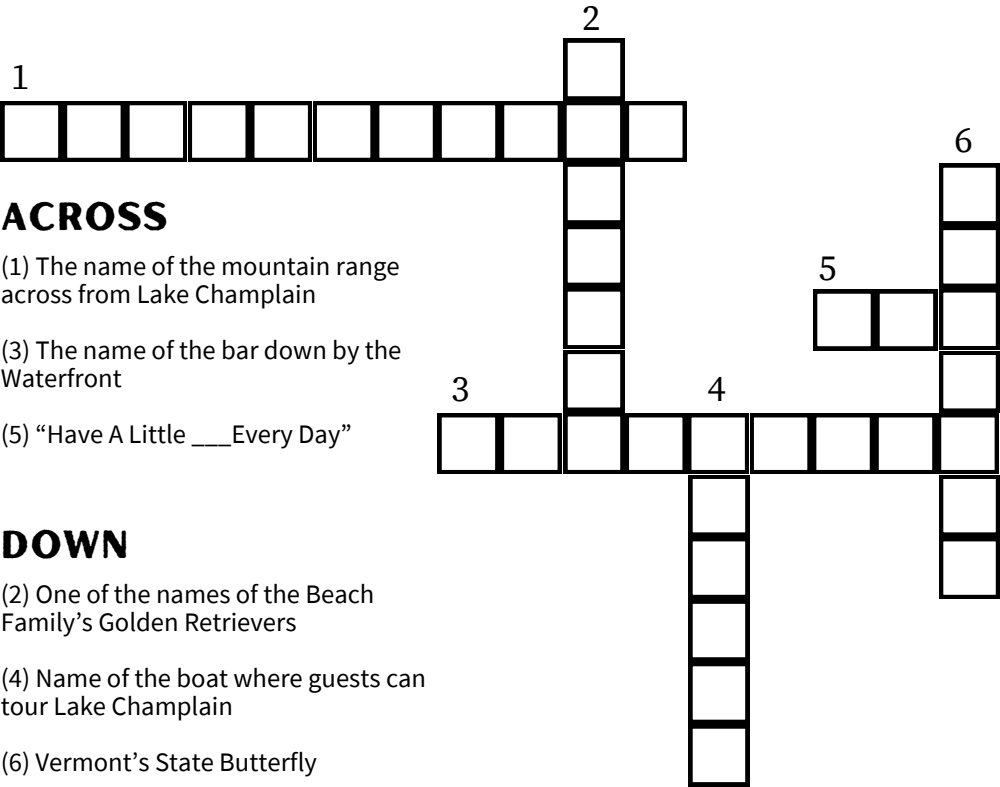 2
1
6
ACROSS
(1) The name of the mountain range
across from Lake Champlain
5
(3) The name of the bar down by the
Waterfront
3
4
(5) “Have A Little ___Every Day”
DOWN
(2) One of the names of the Beach
Family’s Golden Retrievers
(4) Name of the boat where guests can
tour Lake Champlain
(6) Vermont’s State Butterfly